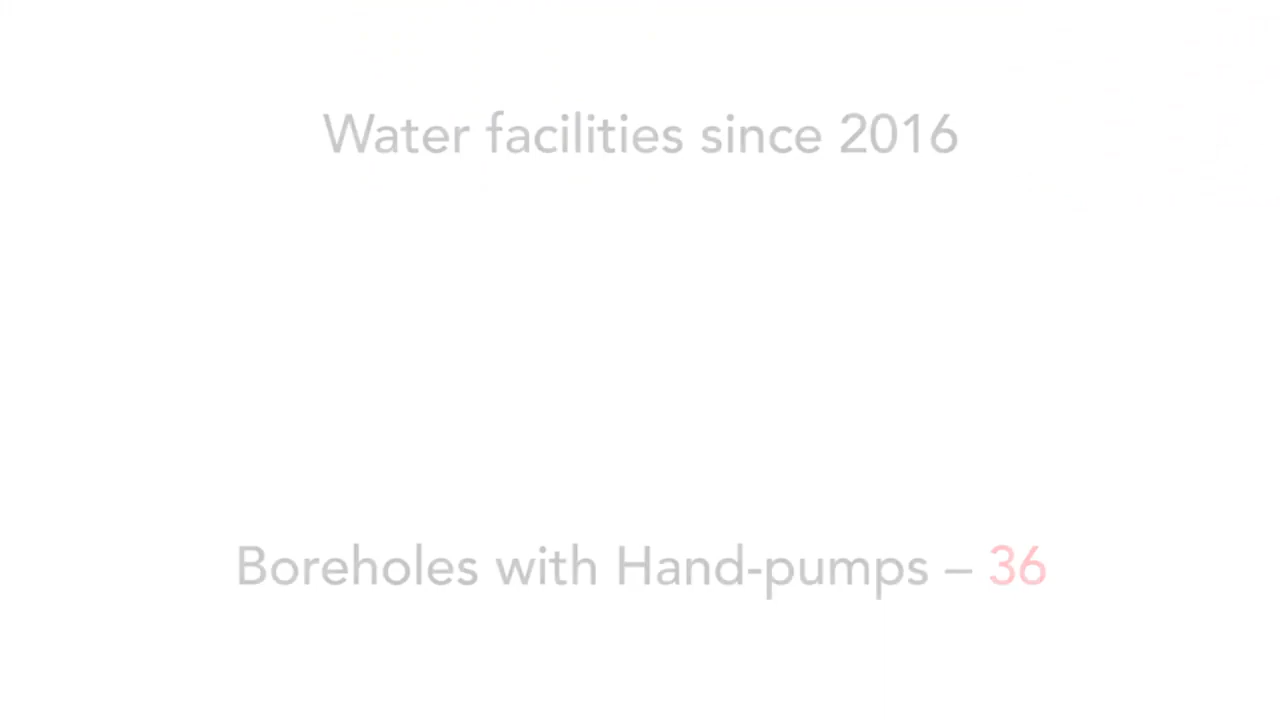 Water facilities since 2016
Boreholes with Hand-pumps – 36